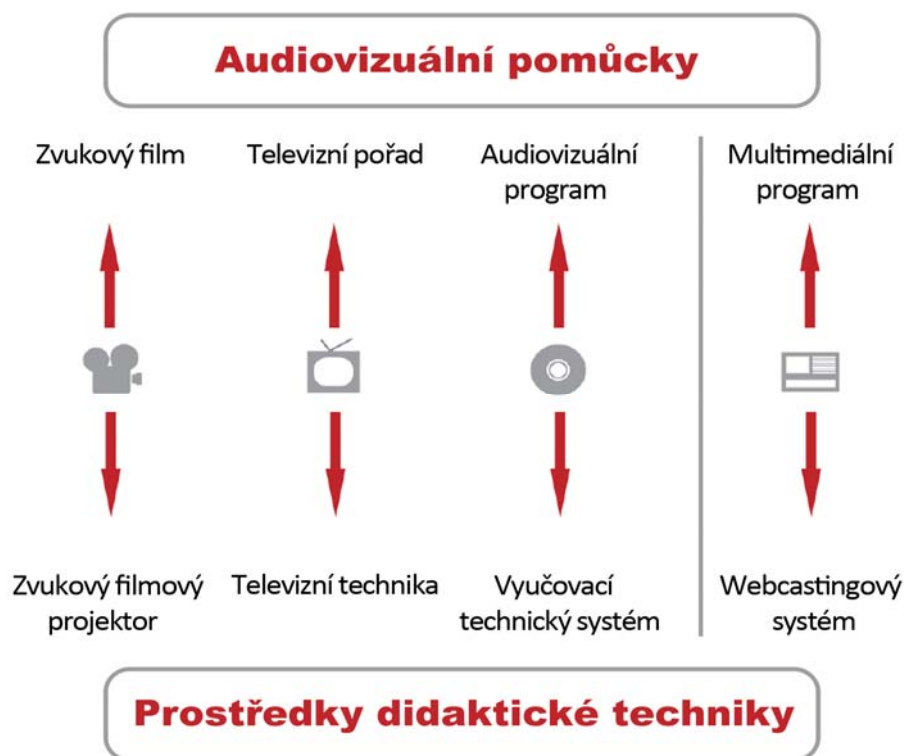 Audiovizuální pomůcky
Zvukový film
Televizní pořad
Audiovizuální
program
Multimediální
program
Zvukový filmový
projektor
Televizní technika
Vyučovací
technický systém
Webcastingový
systém
Prostředky didaktické techniky